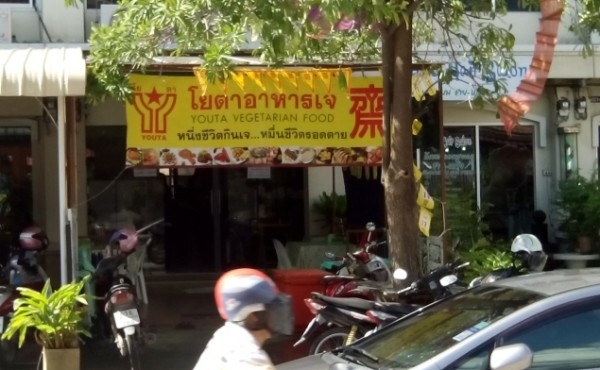 โยตาอาหารเจ
YOUTA VEGETARIAN FOOD
หนึ่งชีวิตกินเจ...หมื่นชีวิตรอดตาย
齋
YOUTA